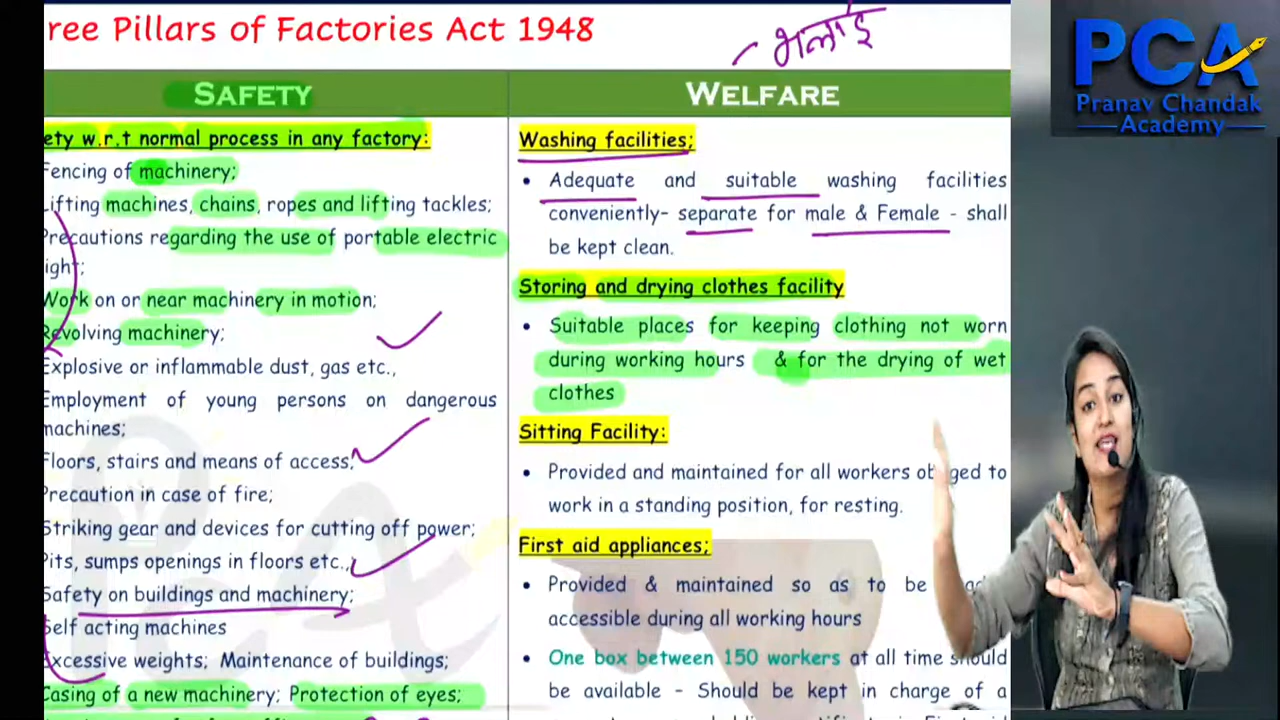 ree Pillars of Factories Act 1948
भलाई
PCA
Pranav Chandak
Academy
SAFETY
ety w.r.t normal process in any factory:
Fencing of machinery;
Lifting machines, chains, ropes and lifting tackles;
Precautions regarding the use of portable electric
ight;
Work on or near machinery in motion;
Revolving machinery;
Explosive or inflammable dust, gas etc.,
Employment of young persons on dangerous
machines;
Floors, stairs and means of access;
Precaution in case of fire;
Striking gear and devices for cutting off power;
Pits, sumps openings in floors etc.,
Safety on buildings and machinery;
Self acting machines
Excessive weights; Maintenance of buildings;
Casing of a new machinery; Protection of eyes;
WELFARE
Washing facilities;
• Adequate and suitable washing facilities
conveniently- separate for male & Female - shall
be kept clean.
Storing and drying clothes facility
• Suitable places for keeping clothing not worn
during working hours & for the drying of wet
clothes
Sitting Facility:
• Provided and maintained for all workers ob ged to
work in a standing position, for resting.
First aid appliances;
• Provided & maintained so as to be
accessible during all working hours
• One box between 150 workers at all time should
be available - Should be kept in charge of a